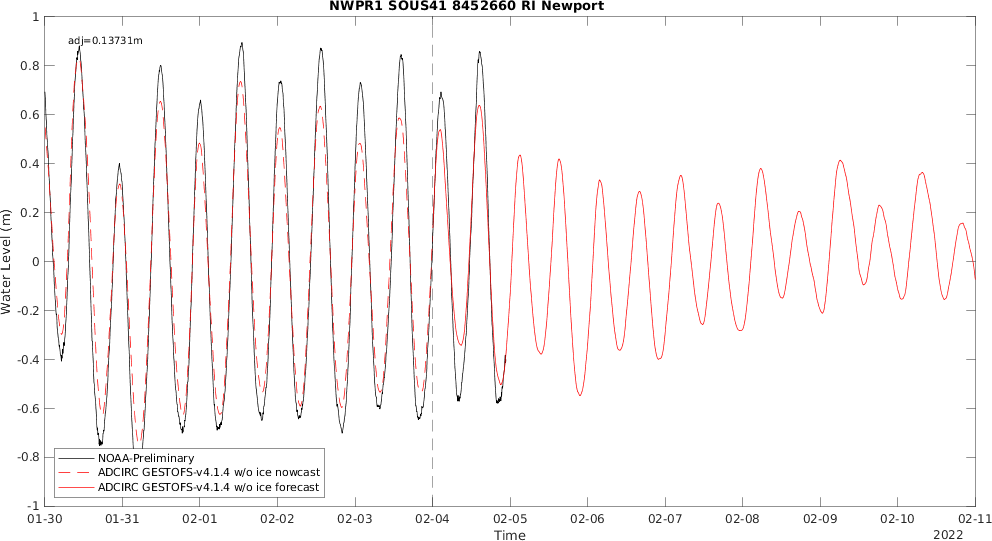 NWPR1 SOUS41 8452660 RI Newport
adj=0.13731m
Water Level (m)
1
0.8
0.6
0.4
0.2
0
-0.2
-0.4
-0.6
-0.8
-1
NOAA-Preliminary
ADCIRC GESTOFS-v4.1.4 w/o ice nowcast
ADCIRC GESTOFS-v4.1.4 w/o ice forecast
01-30 01-31 02-01 02-02 02-03 02-04 02-05 02-06 02-07 02-08 02-09 02-10 02-11
Time
2022